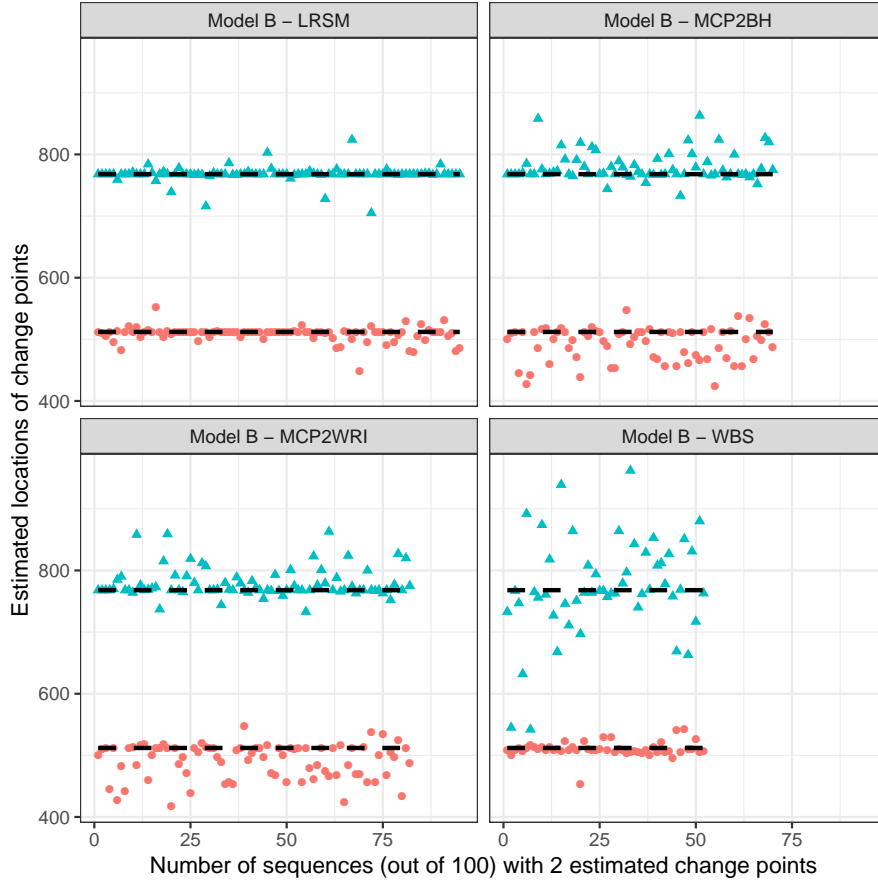 Model B − LRSM
Model B − MCP2BH
800
600
400
Model B − MCP2WRI
Model B − WBS
800
600
400
0
25
50
75
0
25
50
75
Estimated locations of change points
Number of sequences (out of 100) with 2 estimated change points